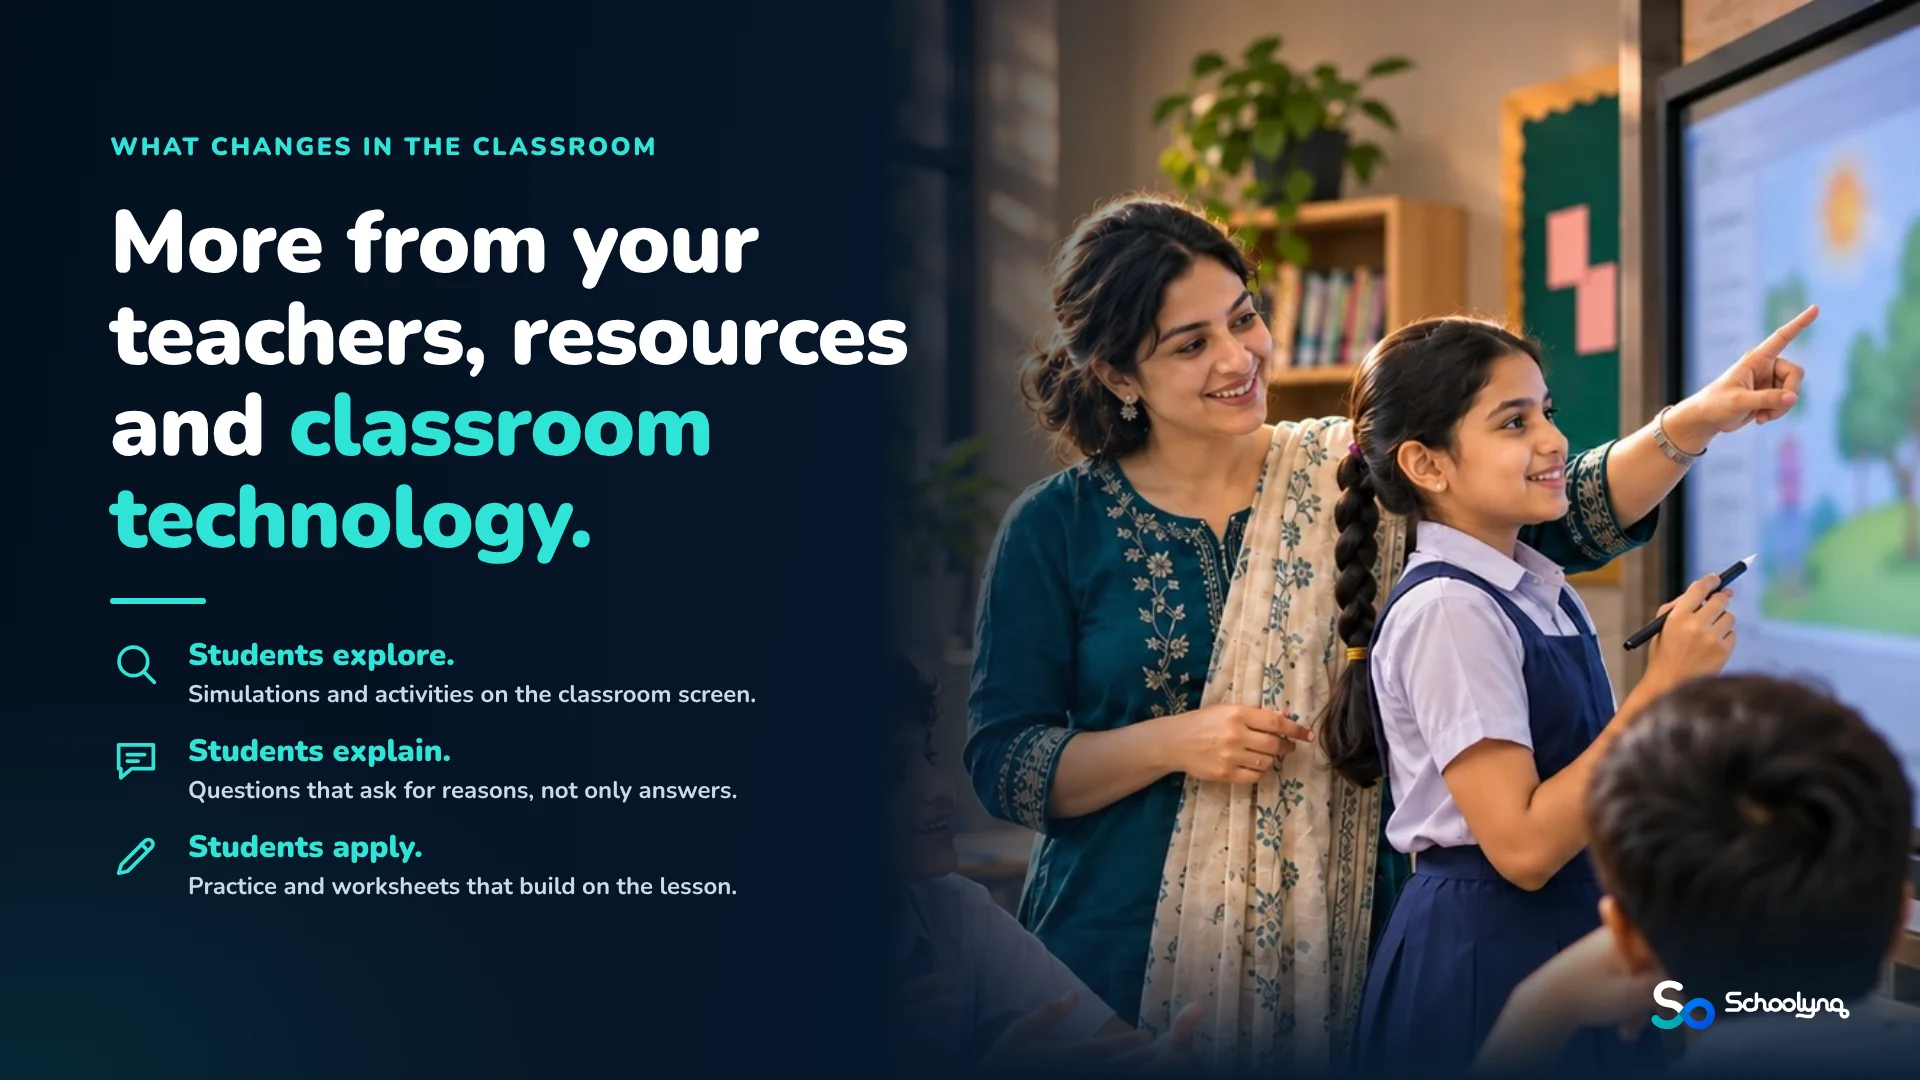 WHAT CHANGES IN THE CLASSROOM
More from your
teachers, resources
and classroom
technology.
Students explore.
Simulations and activities on the classroom screen.
Students explain.
Questions that ask for reasons, not only answers.
Students apply.
Practice and worksheets that build on the lesson.
Schoolynq